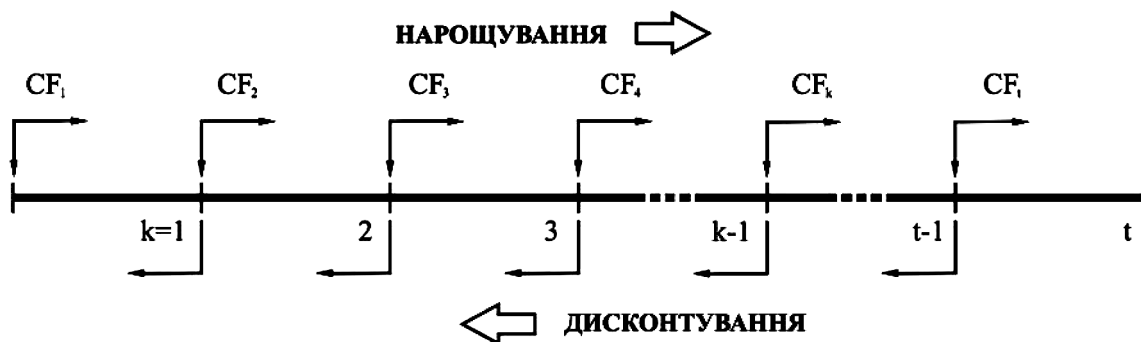 НАРОЩУВАННЯ
CF₁ CF₂ CF₃ CF₄ CFₖ CFₜ
k=1 2 3 k-1 t-1 t
ДИСКОНТУВАННЯ